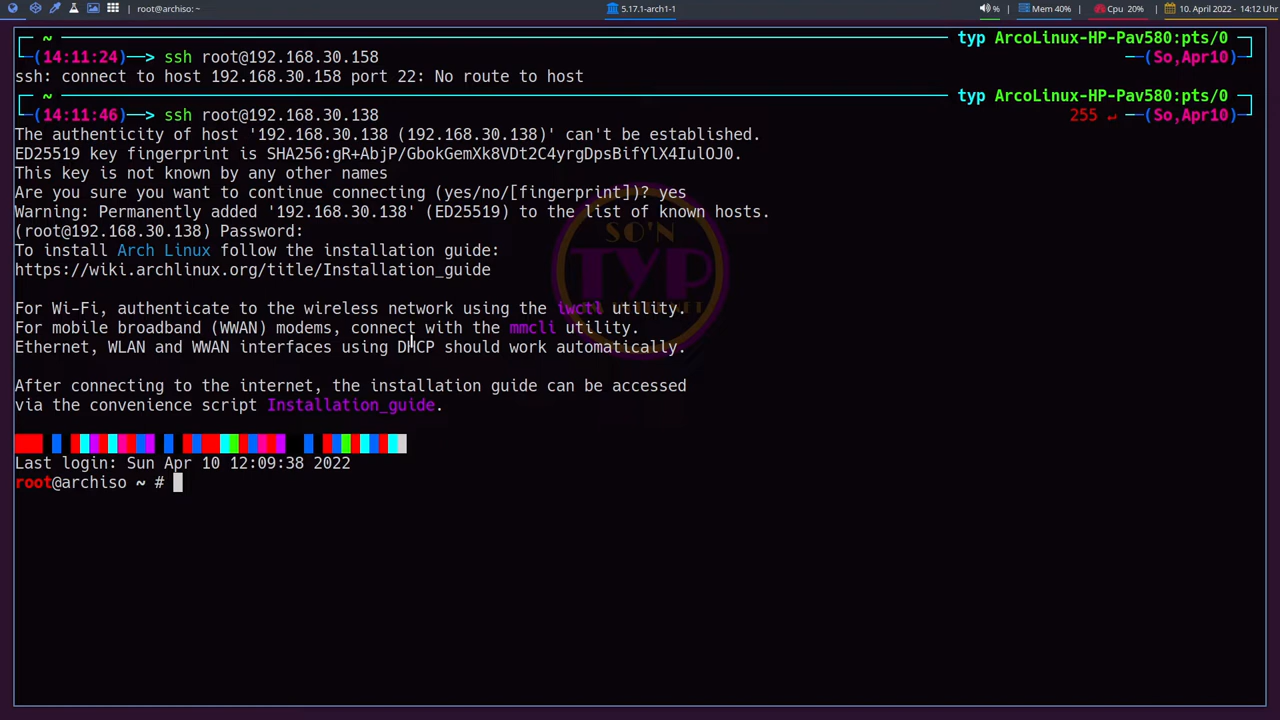 root@archiso: ~
5.17.1-arch1-1
% | Mem 40% | Cpu 20% | 10. April 2022 - 14:12 Uhr
~ typ ArcoLinux-HP-Pav580:pts/0
(14:11:24)—> ssh root@192.168.30.158 —(So,Apr10)
ssh: connect to host 192.168.30.158 port 22: No route to host
~ typ ArcoLinux-HP-Pav580:pts/0
(14:11:46)—> ssh root@192.168.30.138 255 ↵ —(So,Apr10)
The authenticity of host '192.168.30.138 (192.168.30.138)' can't be established.
ED25519 key fingerprint is SHA256:gR+AbjP/GbokGemXk8VDt2C4yrgDpsBifYlX4IulOJ0.
This key is not known by any other names
Are you sure you want to continue connecting (yes/no/[fingerprint])? yes
Warning: Permanently added '192.168.30.138' (ED25519) to the list of known hosts.
(root@192.168.30.138) Password:
To install Arch Linux follow the installation guide:
https://wiki.archlinux.org/title/Installation_guide
For Wi-Fi, authenticate to the wireless network using the iwctl utility.
For mobile broadband (WWAN) modems, connect with the mmcli utility.
Ethernet, WLAN and WWAN interfaces using DHCP should work automatically.
After connecting to the internet, the installation guide can be accessed
via the convenience script Installation_guide.
Last login: Sun Apr 10 12:09:38 2022
root@archiso ~ #
SO'N
TYP